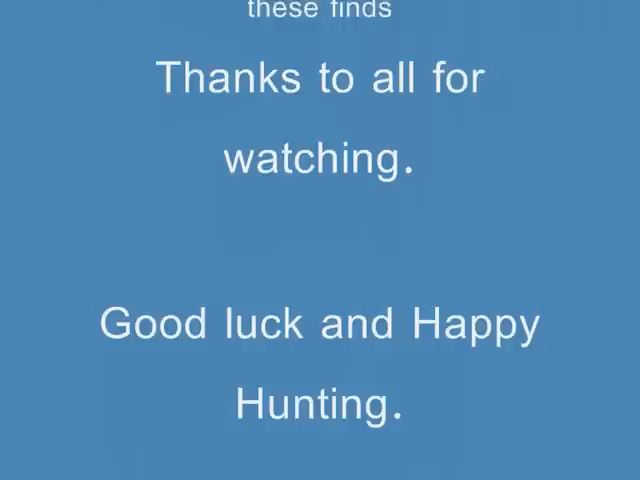 these finds
Thanks to all for
watching.
Good luck and Happy
Hunting.